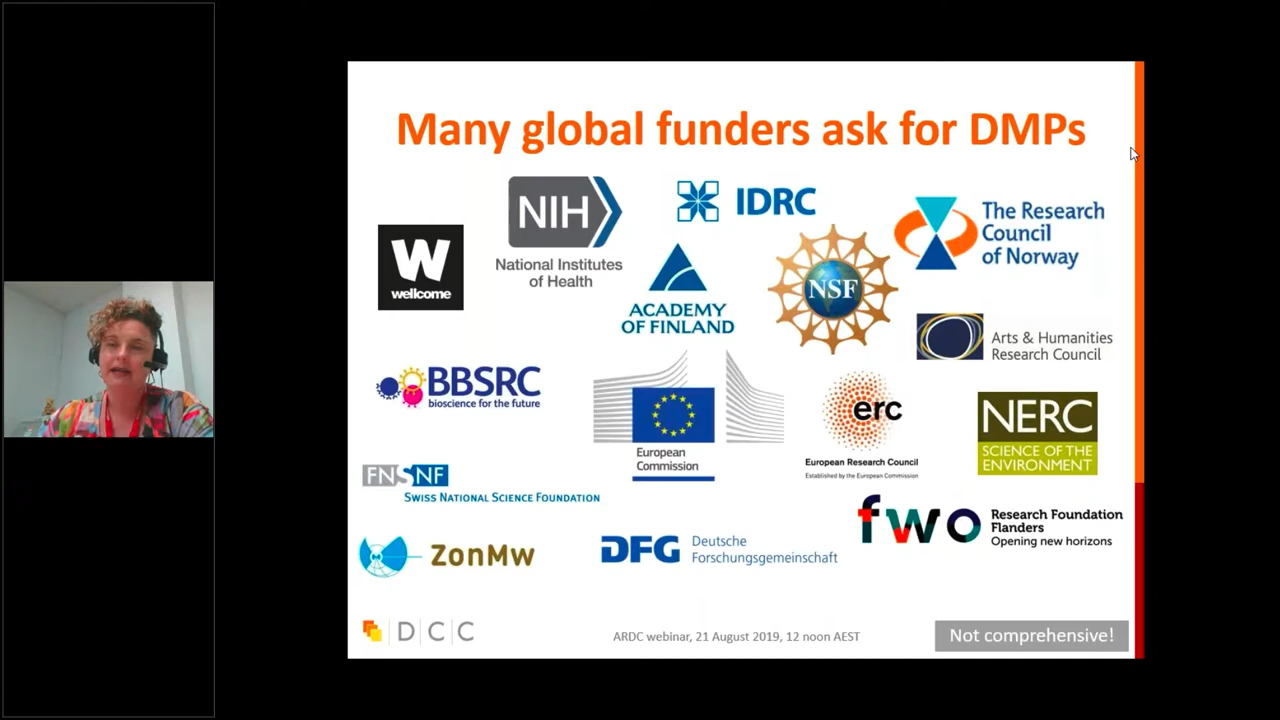 Many global funders ask for DMPs
NIH
National Institutes
of Health
IDRC
The Research
Council
of Norway
W
wellcome
ACADEMY
OF FINLAND
NSF
Arts & Humanities
Research Council
BBSRC
bioscience for the future
European
Commission
erc
European Research Council
Established by the European Commission
NERC
SCIENCE OF THE
ENVIRONMENT
FNSNF
SWISS NATIONAL SCIENCE FOUNDATION
fwo
Research Foundation
Flanders
Opening new horizons
ZonMw
DFG
Deutsche
Forschungsgemeinschaft
DCC
ARDC webinar, 21 August 2019, 12 noon AEST
Not comprehensive!